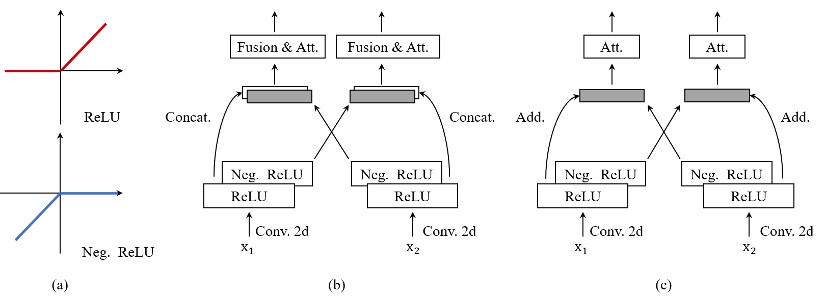 ReLU
Neg. ReLU
(a)
Fusion & Att.
Fusion & Att.
Concat.
Concat.
Neg. ReLU
Neg. ReLU
ReLU
ReLU
Conv. 2d
Conv. 2d
x₁
x₂
(b)
Att.
Att.
Add.
Add.
Neg. ReLU
Neg. ReLU
ReLU
ReLU
Conv. 2d
Conv. 2d
x₁
x₂
(c)